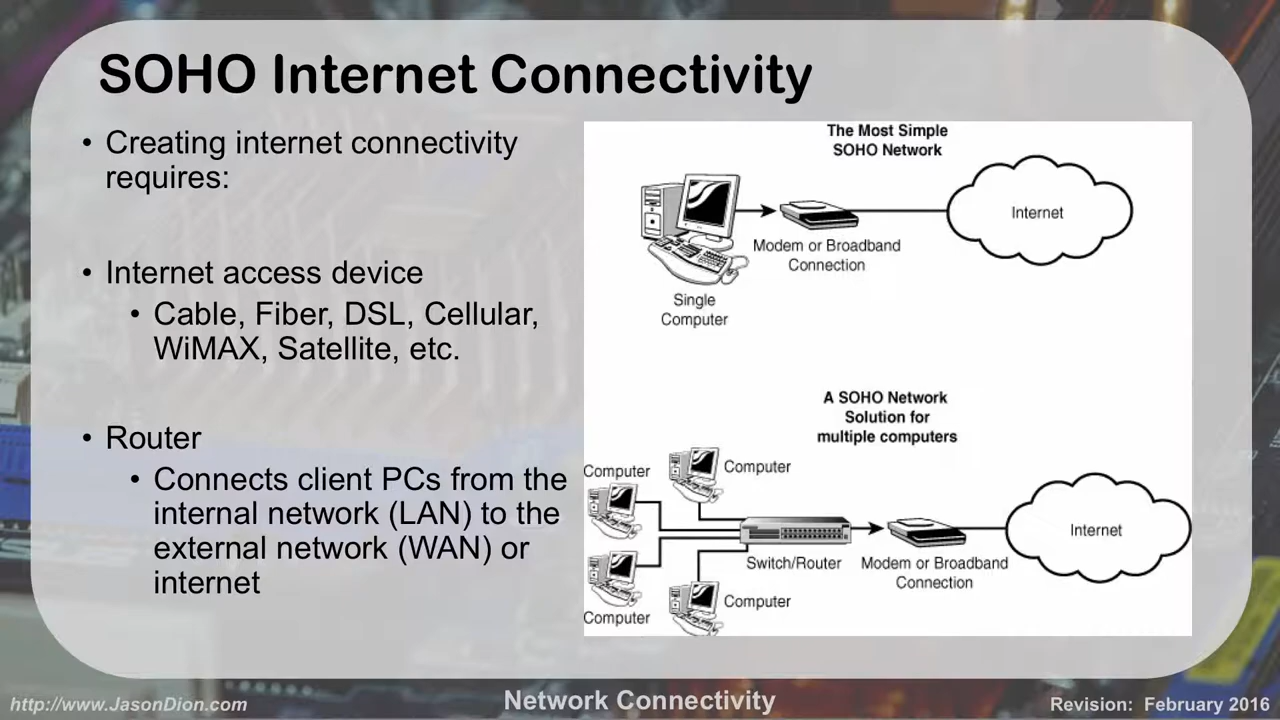 SOHO Internet Connectivity
• Creating internet connectivity
requires:
• Internet access device
• Cable, Fiber, DSL, Cellular,
WiMAX, Satellite, etc.
• Router
• Connects client PCs from the
internal network (LAN) to the
external network (WAN) or
internet
The Most Simple
SOHO Network
Internet
Modem or Broadband
Connection
Single
Computer
A SOHO Network
Solution for
multiple computers
Computer
Computer
Internet
Switch/Router
Modem or Broadband
Connection
Computer
Computer
http://www.JasonDion.com
Network Connectivity
Revision: February 2016